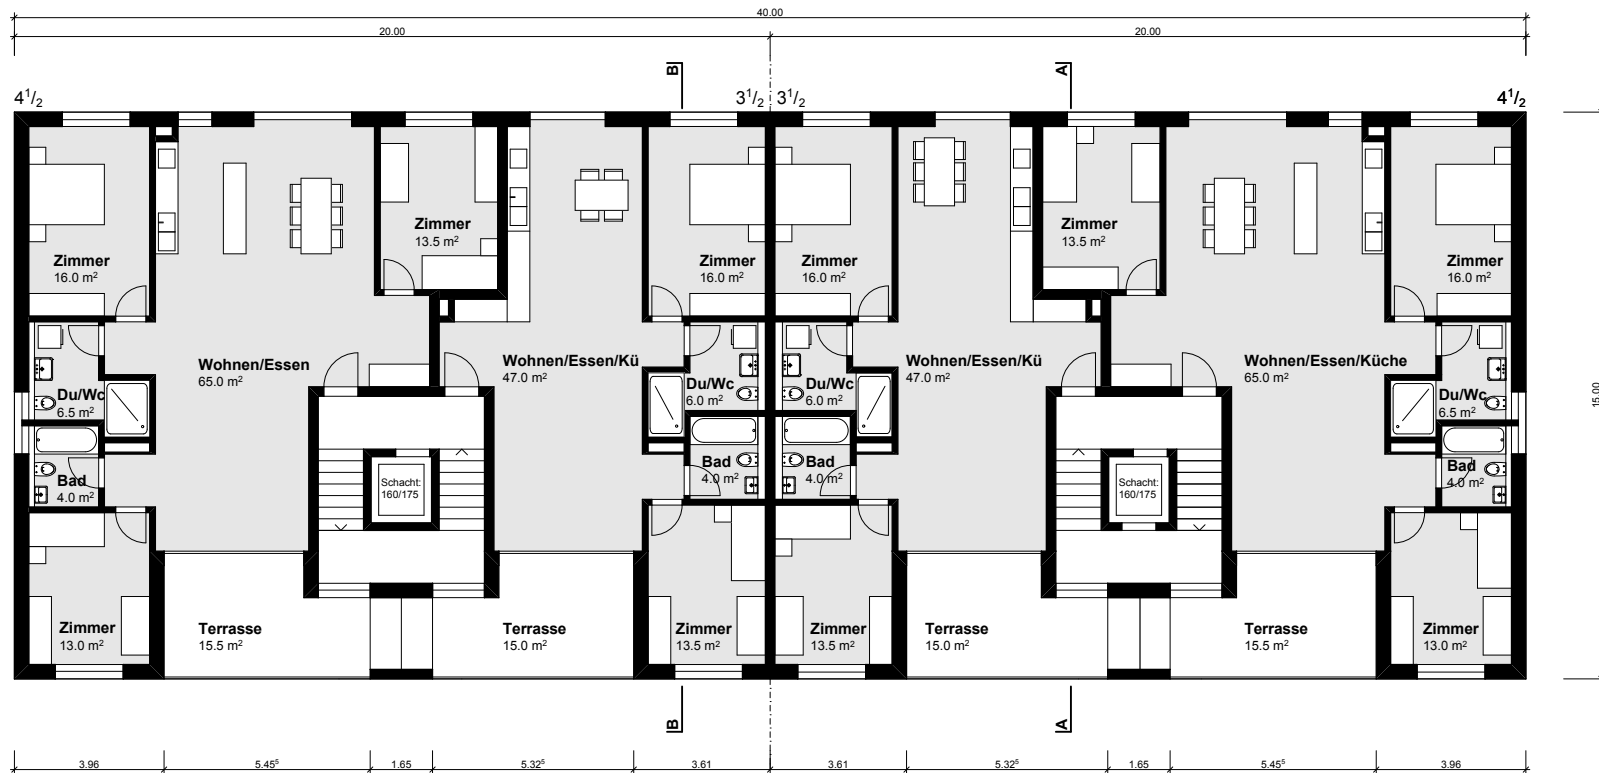 40.00
20.00 20.00
B A
4 1/2 3 1/2 3 1/2 4 1/2
Zimmer
13.5 m²
Zimmer
13.5 m²
Zimmer
16.0 m²
Zimmer
16.0 m²
Zimmer
16.0 m²
Zimmer
16.0 m²
Wohnen/Essen
65.0 m²
Wohnen/Essen/Kü
47.0 m²
Wohnen/Essen/Kü
47.0 m²
Wohnen/Essen/Küche
65.0 m²
Du/Wc
6.5 m²
Du/Wc
6.0 m²
Du/Wc
6.0 m²
Du/Wc
6.5 m²
15.00
Bad
4.0 m²
Schacht:
160/175
Bad
4.0 m²
Bad
4.0 m²
Schacht:
160/175
Bad
4.0 m²
Zimmer
13.0 m²
Terrasse
15.5 m²
Terrasse
15.0 m²
Zimmer
13.5 m²
Zimmer
13.5 m²
Terrasse
15.0 m²
Terrasse
15.5 m²
Zimmer
13.0 m²
B A
3.96 5.45⁵ 1.65 5.32⁵ 3.61 3.61 5.32⁵ 1.65 5.45⁵ 3.96